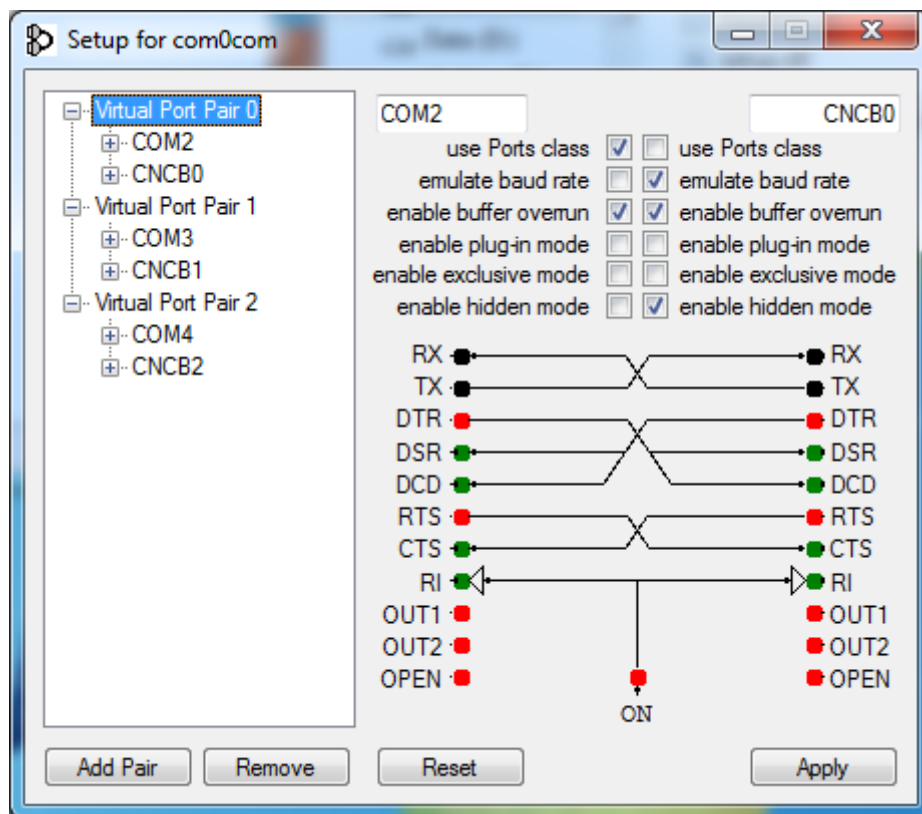 Setup for com0com
Virtual Port Pair 0
COM2
CNCB0
Virtual Port Pair 1
COM3
CNCB1
Virtual Port Pair 2
COM4
CNCB2
COM2 CNCB0
use Ports class use Ports class
emulate baud rate emulate baud rate
enable buffer overrun enable buffer overrun
enable plug-in mode enable plug-in mode
enable exclusive mode enable exclusive mode
enable hidden mode enable hidden mode
RX RX
TX TX
DTR DTR
DSR DSR
DCD DCD
RTS RTS
CTS CTS
RI RI
OUT1 OUT1
OUT2 OUT2
OPEN OPEN
ON
Add Pair Remove Reset Apply